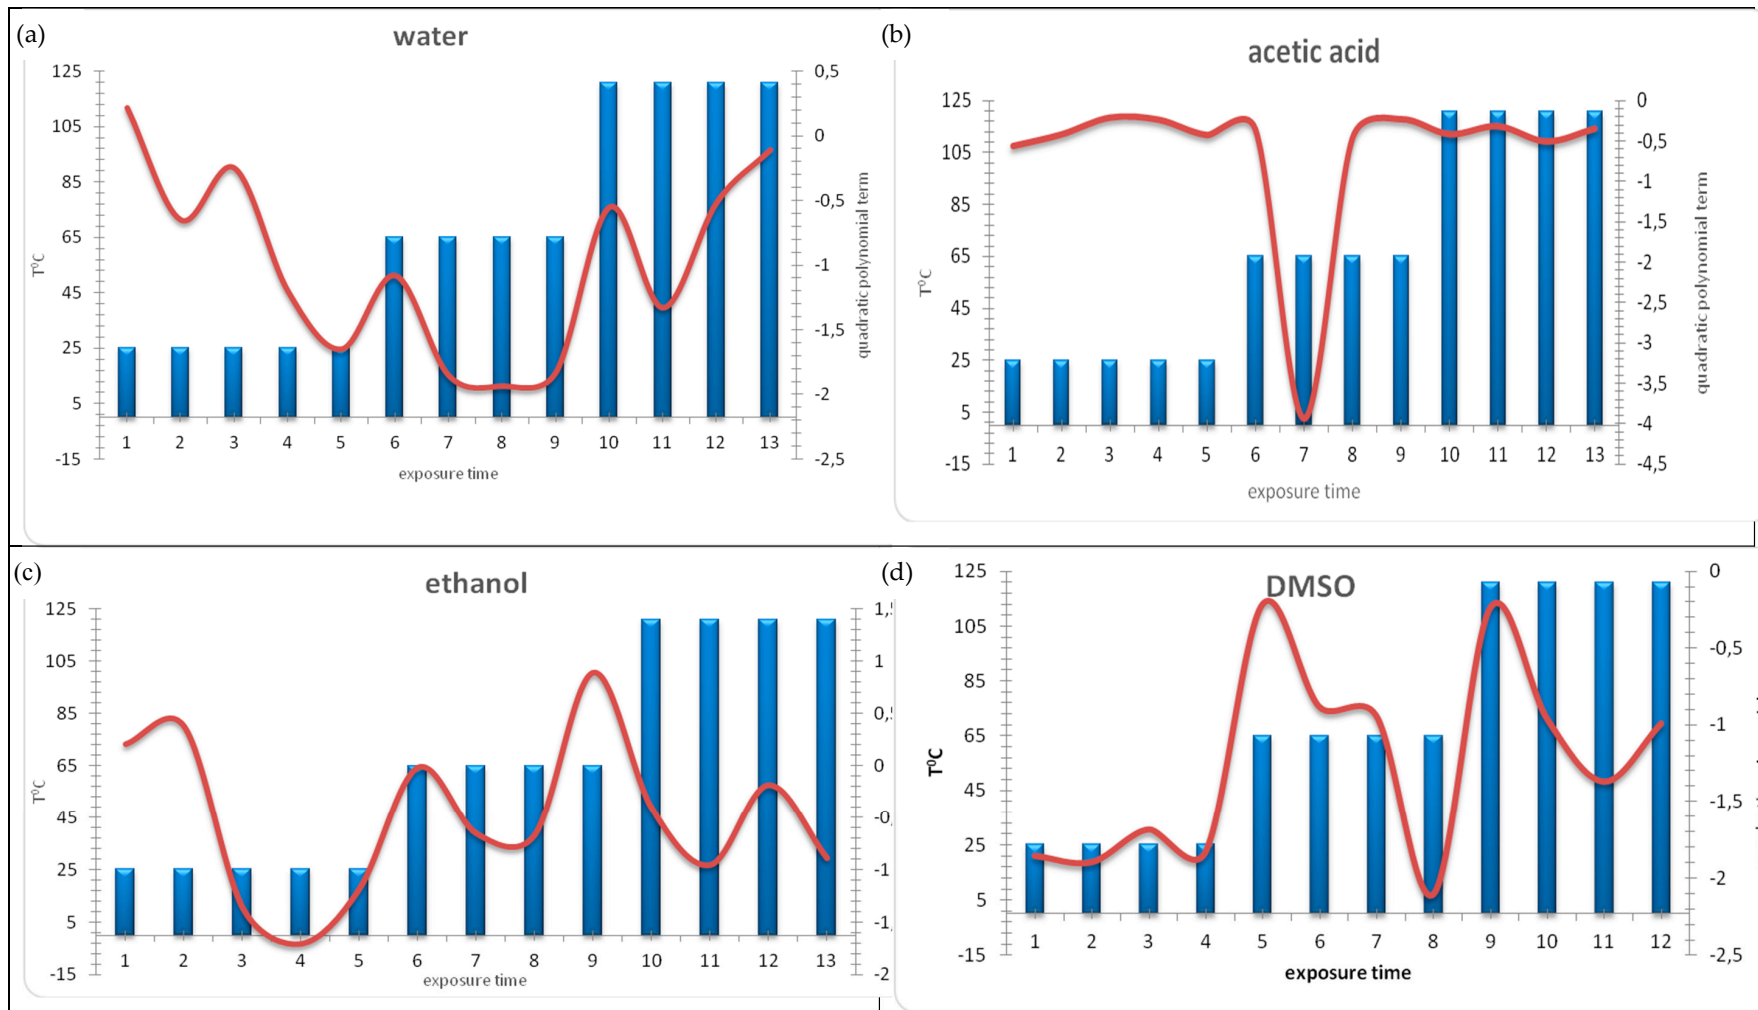 (a)
water
T⁰C
125
105
85
65
45
25
5
-15
0,5
0
-0,5
-1
-1,5
-2
-2,5
quadratic polynomial term
1 2 3 4 5 6 7 8 9 10 11 12 13
exposure time
(b)
acetic acid
T⁰C
125
105
85
65
45
25
5
-15
0
-0,5
-1
-1,5
-2
-2,5
-3
-3,5
-4
-4,5
quadratic polynomial term
1 2 3 4 5 6 7 8 9 10 11 12 13
exposure time
(c)
ethanol
T⁰C
125
105
85
65
45
25
5
-15
1
0
-1
-2
1 2 3 4 5 6 7 8 9 10 11 12 13
exposure time
(d)
DMSO
T⁰C
125
105
85
65
45
25
5
-15
0
-0,5
-1
-1,5
-2
-2,5
1 2 3 4 5 6 7 8 9 10 11 12
exposure time